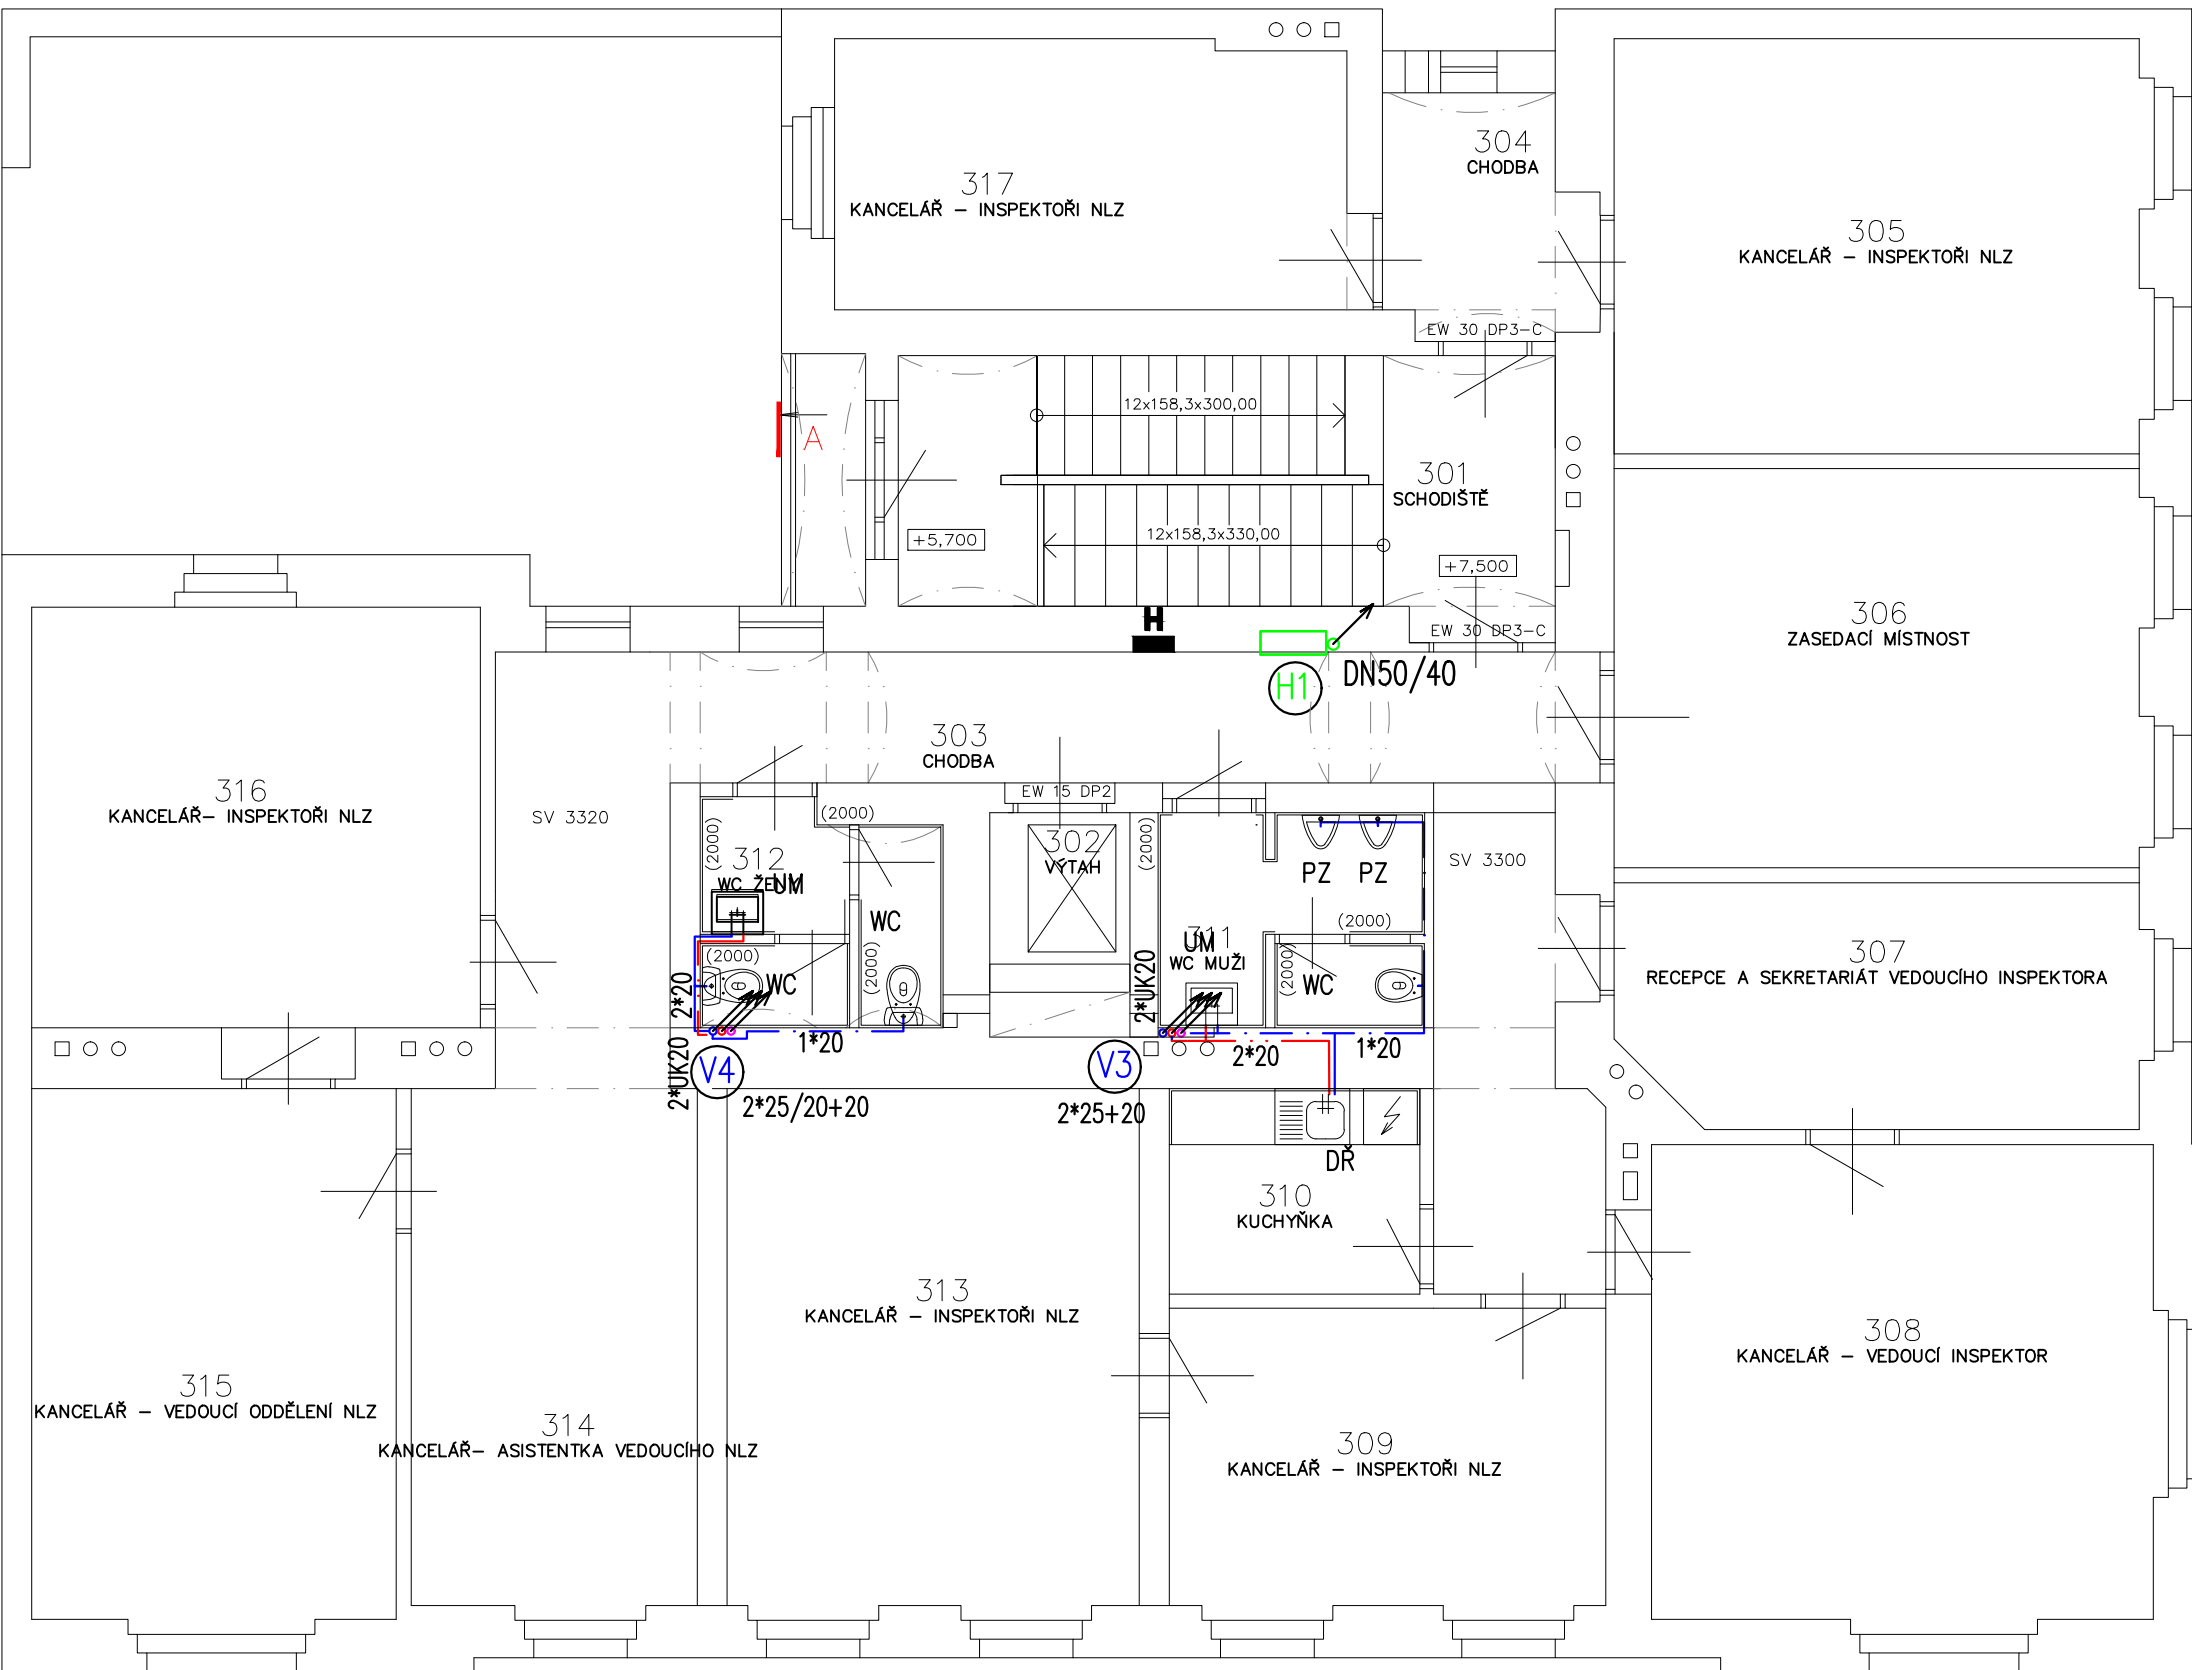 304
CHODBA
317
KANCELÁŘ – INSPEKTOŘI NLZ
305
KANCELÁŘ – INSPEKTOŘI NLZ
EW 30 DP3-C
12x158,3x300,00
A
301
SCHODIŠTĚ
12x158,3x330,00
+5,700
+7,500
H
EW 30 DP3-C
306
ZASEDACÍ MÍSTNOST
H1
DN50/40
303
CHODBA
316
KANCELÁŘ– INSPEKTOŘI NLZ
EW 15 DP2
SV 3320
(2000)
(2000)
(2000)
302
VÝTAH
312
WC ŽENY
UM
PZ
PZ
SV 3300
WC
(2000)
311
UM
WC MUŽI
307
RECEPCE A SEKRETARIÁT VEDOUCÍHO INSPEKTORA
(2000)
(2000)
(2000)
WC
WC
2*20
2*UK20
1*20
2*20
1*20
2*UK20
V4
V3
2*25/20+20
2*25+20
DŘ
310
KUCHYŇKA
313
KANCELÁŘ – INSPEKTOŘI NLZ
308
KANCELÁŘ – VEDOUCÍ INSPEKTOR
315
KANCELÁŘ – VEDOUCÍ ODDĚLENÍ NLZ
314
KANCELÁŘ– ASISTENTKA VEDOUCÍHO NLZ
309
KANCELÁŘ – INSPEKTOŘI NLZ